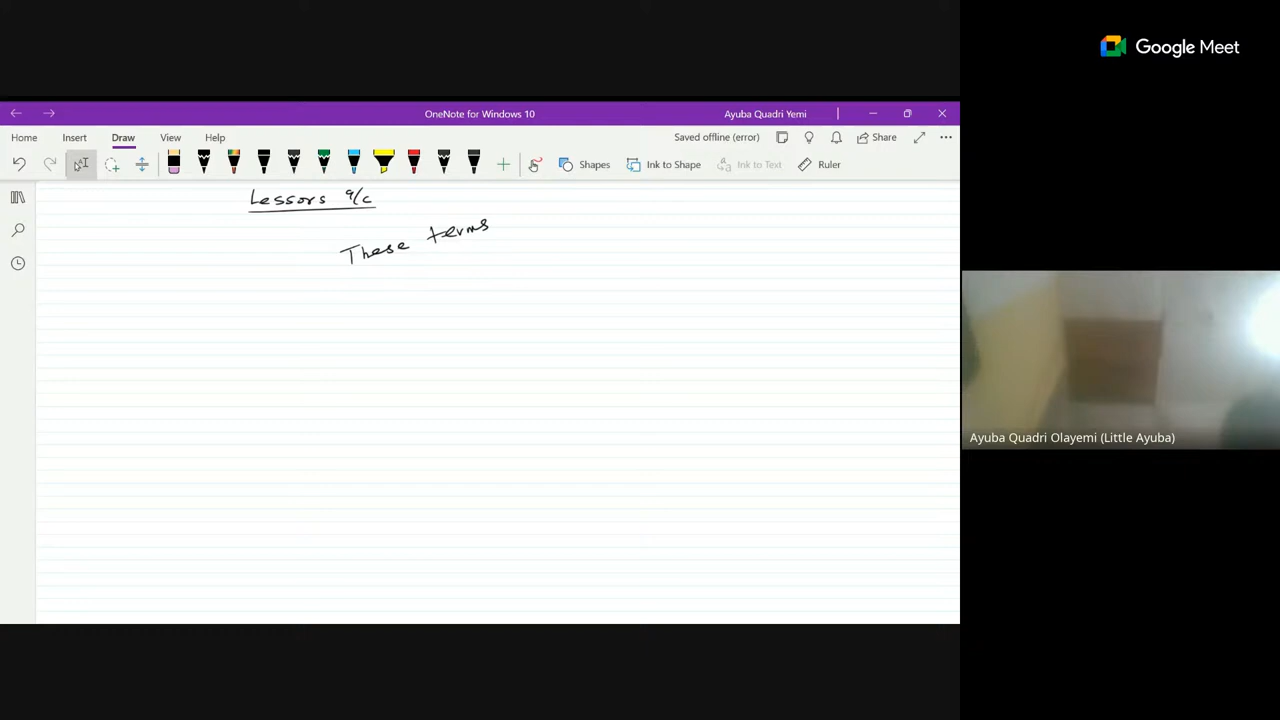 Google Meet
OneNote for Windows 10
Ayuba Quadri Yemi
Home Insert Draw View Help
Saved offline (error)
Share
Shapes
Ink to Shape
Ink to Text
Ruler
Lessors a/c
These terms
Ayuba Quadri Olayemi (Little Ayuba)